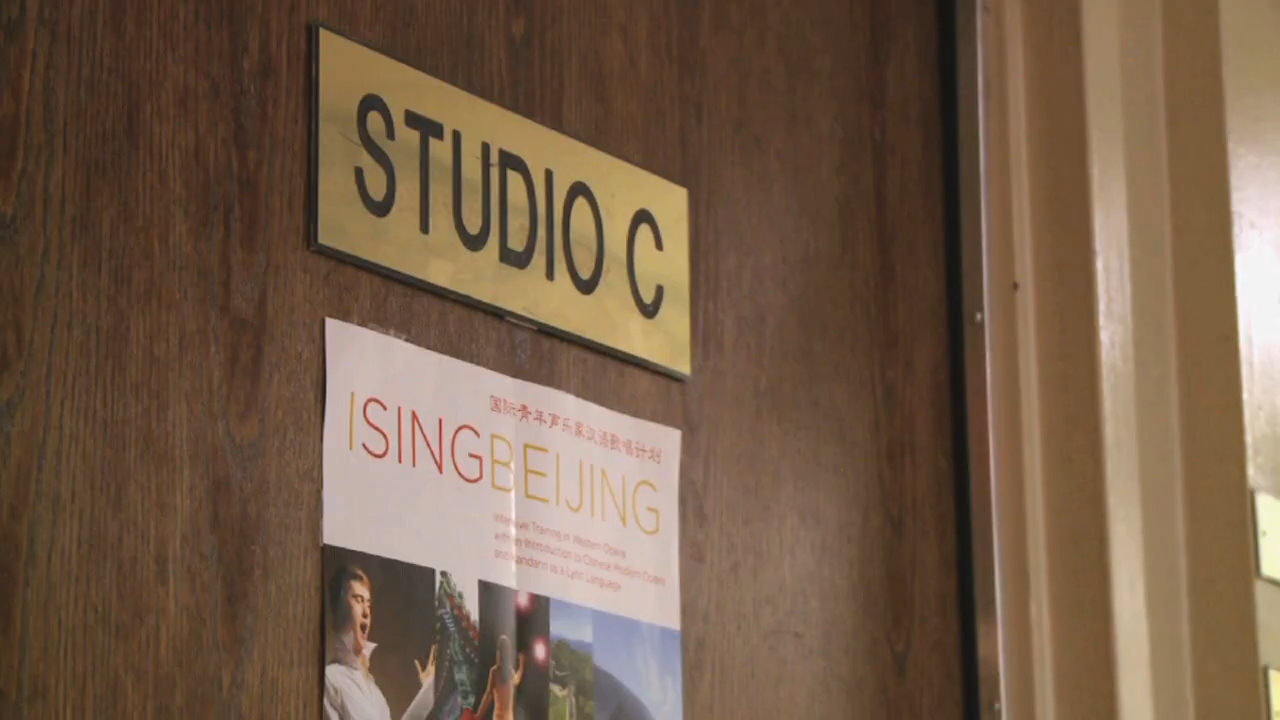 STUDIO C
国际青年声乐家汉语歌唱计划
ISINGBEIJING
Intensive Training in Western Opera
with an Introduction to Chinese Modern Opera
and Mandarin as a Lyric Language